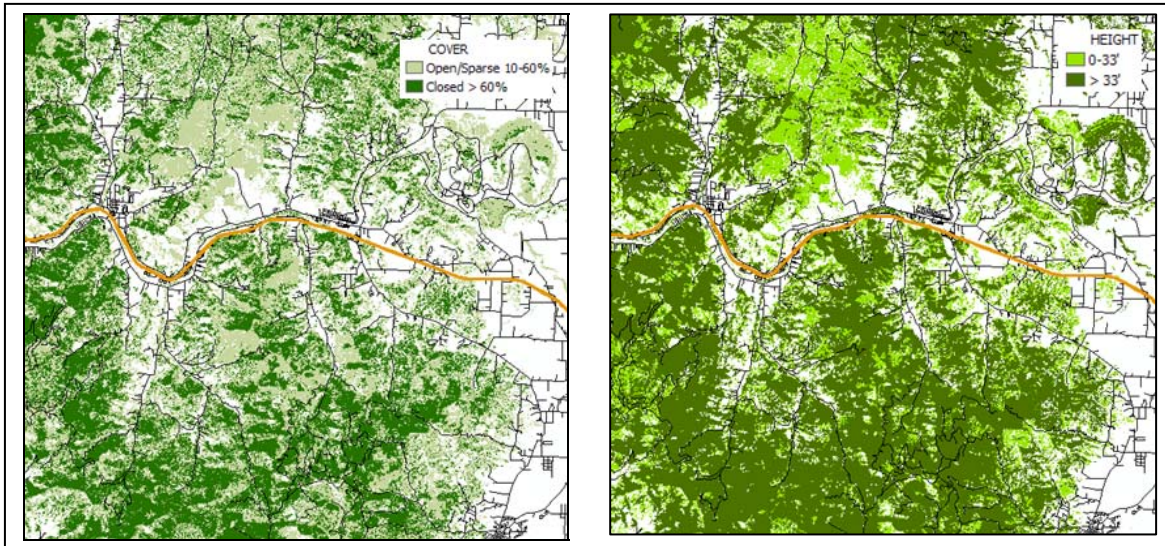 COVER
Open/Sparse 10-60%
Closed > 60%
HEIGHT
0-33'
> 33'